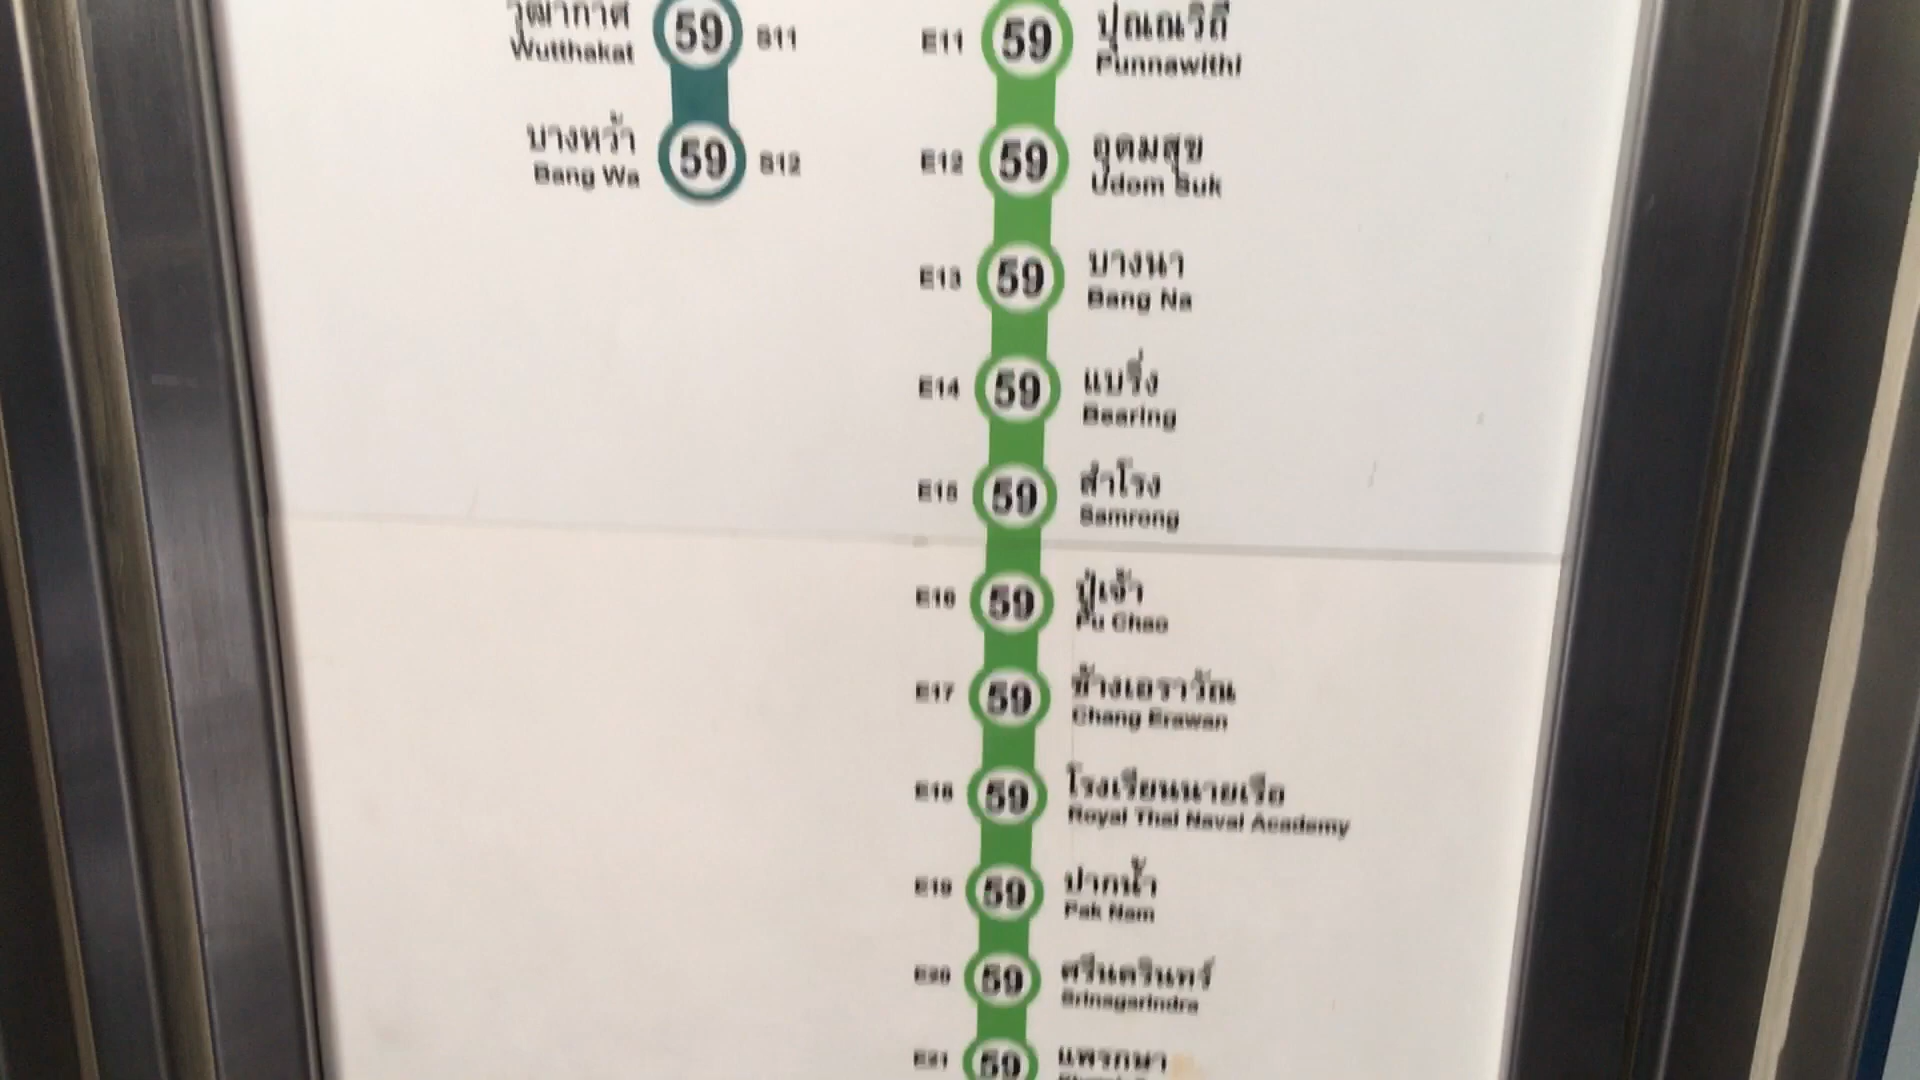 วุฒากาศ
Wutthakat
59
S11
บางหว้า
Bang Wa
59
S12
E11
59
ปุณณวิถี
Punnawithi
E12
59
อุดมสุข
Udom Suk
E13
59
บางนา
Bang Na
E14
59
แบริ่ง
Bearing
E15
59
สำโรง
Samrong
E16
59
ปู่เจ้า
Pu Chao
E17
59
ช้างเอราวัณ
Chang Erawan
E18
59
โรงเรียนนายเรือ
Royal Thai Naval Academy
E19
59
ปากน้ำ
Pak Nam
E20
59
ศรีนครินทร์
Srinagarindra
E21
59
แพรกษา